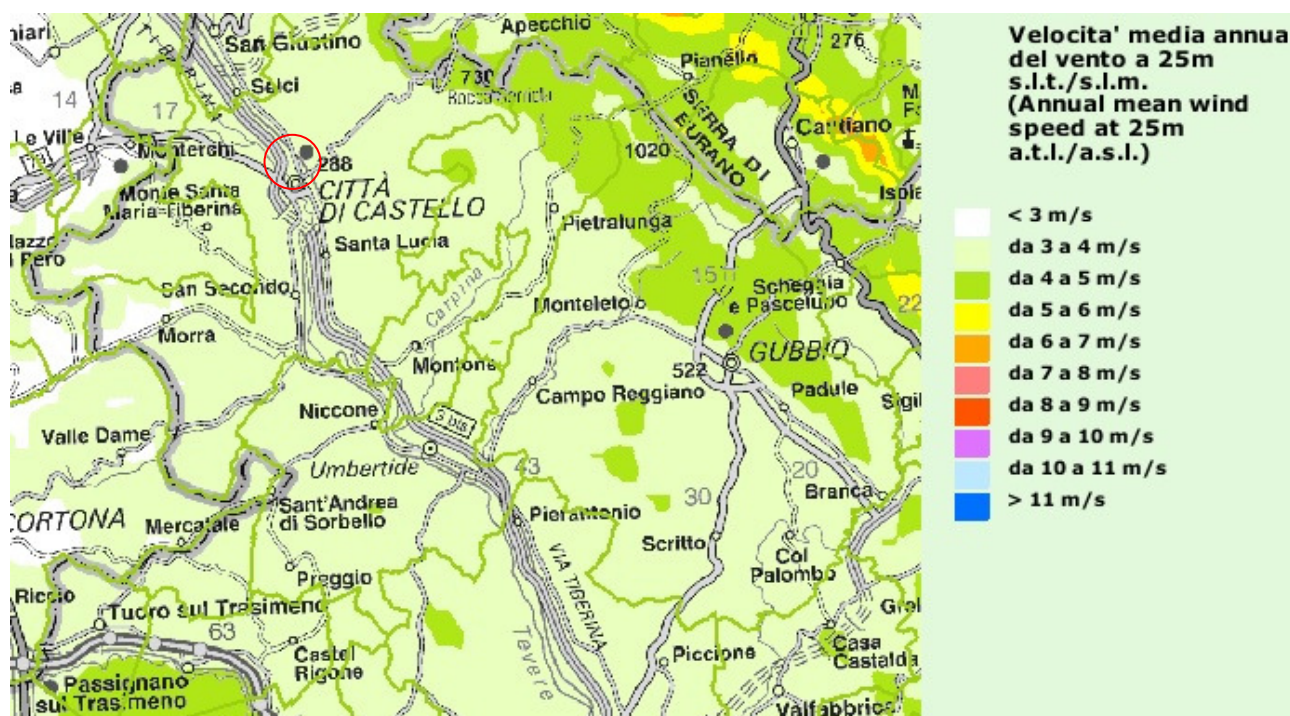 Apecchio
276
San Giustino
Pianello
730
Selci
14
17
SERRA DI
BURANO
Cantiano
Le Ville
Monterchi
288
1020
Isola
CITTÀ
DI CASTELLO
Monte Santa
Maria Tiberina
Pietralunga
Santa Lucia
151
Scheggia
e Pascelupo
22
San Secondo
Carpina
Monteleto
Morra
GUBBIO
Montone
522
Campo Reggiano
Padule
Sigil
Niccone
3 bis
Valle Dame
Umbertide
43
20
Branca
30
CORTONA
Mercatale
Sant'Andrea
di Sorbello
Pierantonio
Scritto
VIA TIBERINA
Col
Palombo
Preggio
Riccio
Tuoro sul Trasimeno
63
Tevere
Casa
Castalda
Castel
Rigone
Piccione
Passignano
sul Trasimeno
Valfabbrica
Velocita' media annua
del vento a 25m
s.l.t./s.l.m.
(Annual mean wind
speed at 25m
a.t.l./a.s.l.)
< 3 m/s
da 3 a 4 m/s
da 4 a 5 m/s
da 5 a 6 m/s
da 6 a 7 m/s
da 7 a 8 m/s
da 8 a 9 m/s
da 9 a 10 m/s
da 10 a 11 m/s
> 11 m/s